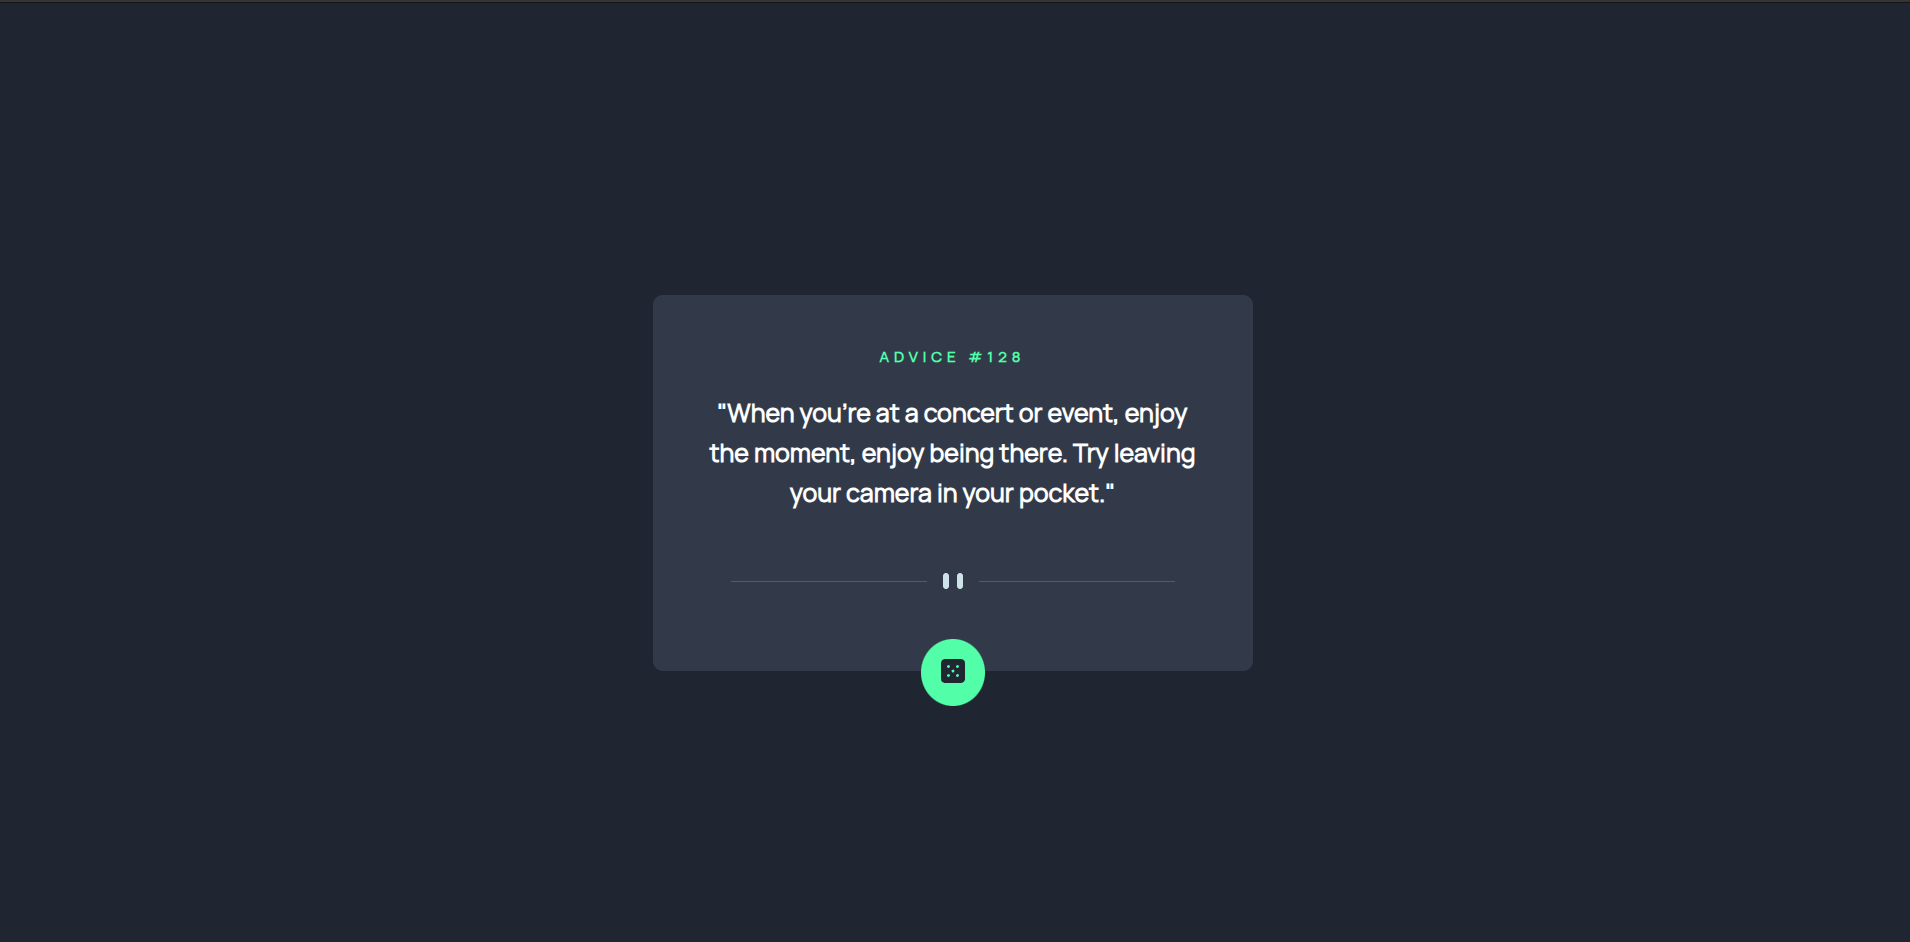 ADVICE #128
"When you’re at a concert or event, enjoy
the moment, enjoy being there. Try leaving
your camera in your pocket."